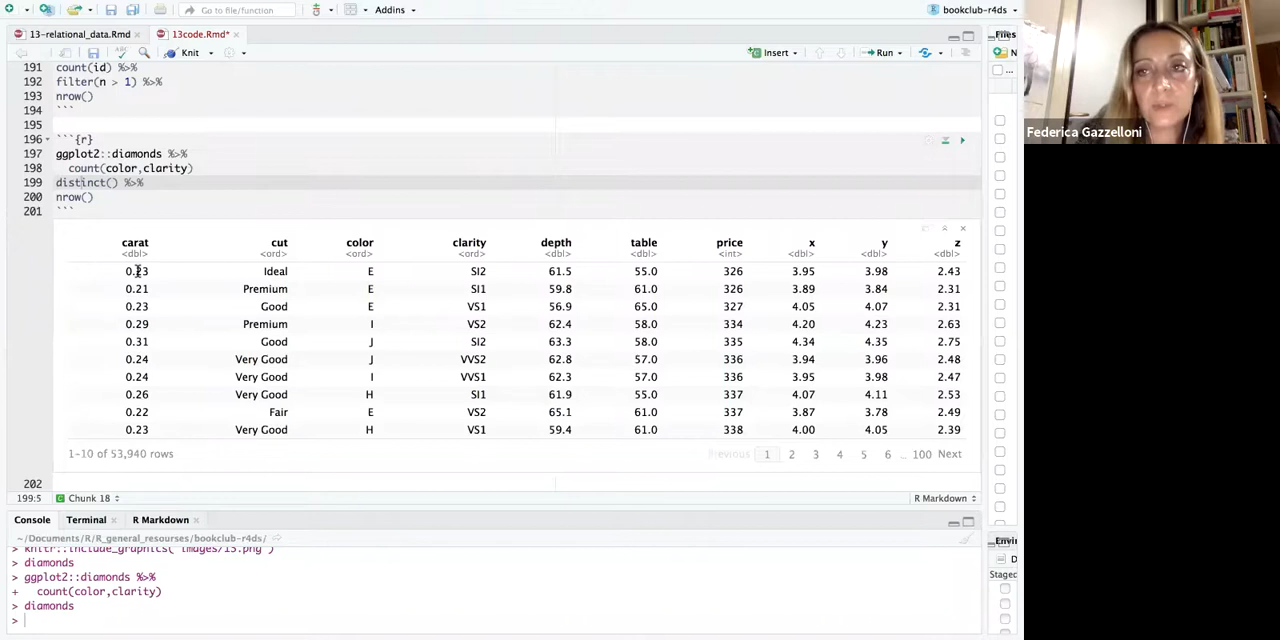 Go to file/function
Addins
bookclub-r4ds
13-relational_data.Rmd
13code.Rmd*
Knit
Insert
Run
Files
N
...
191 count(id) %>%
192 filter(n > 1) %>%
193 nrow()
194 ```
195
196 ```{r}
197 ggplot2::diamonds %>%
198 count(color,clarity)
199 distinct() %>%
200 nrow()
201 ```
carat cut color clarity depth table price x y z
<dbl> <ord> <ord> <ord> <dbl> <dbl> <int> <dbl> <dbl> <dbl>
0.23 Ideal E SI2 61.5 55.0 326 3.95 3.98 2.43
0.21 Premium E SI1 59.8 61.0 326 3.89 3.84 2.31
0.23 Good E VS1 56.9 65.0 327 4.05 4.07 2.31
0.29 Premium I VS2 62.4 58.0 334 4.20 4.23 2.63
0.31 Good J SI2 63.3 58.0 335 4.34 4.35 2.75
0.24 Very Good J VVS2 62.8 57.0 336 3.94 3.96 2.48
0.24 Very Good I VVS1 62.3 57.0 336 3.95 3.98 2.47
0.26 Very Good H SI1 61.9 55.0 337 4.07 4.11 2.53
0.22 Fair E VS2 65.1 61.0 337 3.87 3.78 2.49
0.23 Very Good H VS1 59.4 61.0 338 4.00 4.05 2.39
1-10 of 53,940 rows
Previous 1 2 3 4 5 6 ... 100 Next
202
199:5 Chunk 18 R Markdown
Console Terminal R Markdown
~/Documents/R/R_general_resourses/bookclub-r4ds/
> knitr::include_graphics("images/13.png")
> diamonds
> ggplot2::diamonds %>%
+ count(color,clarity)
> diamonds
>
Envir
D
Staged
Federica Gazzelloni